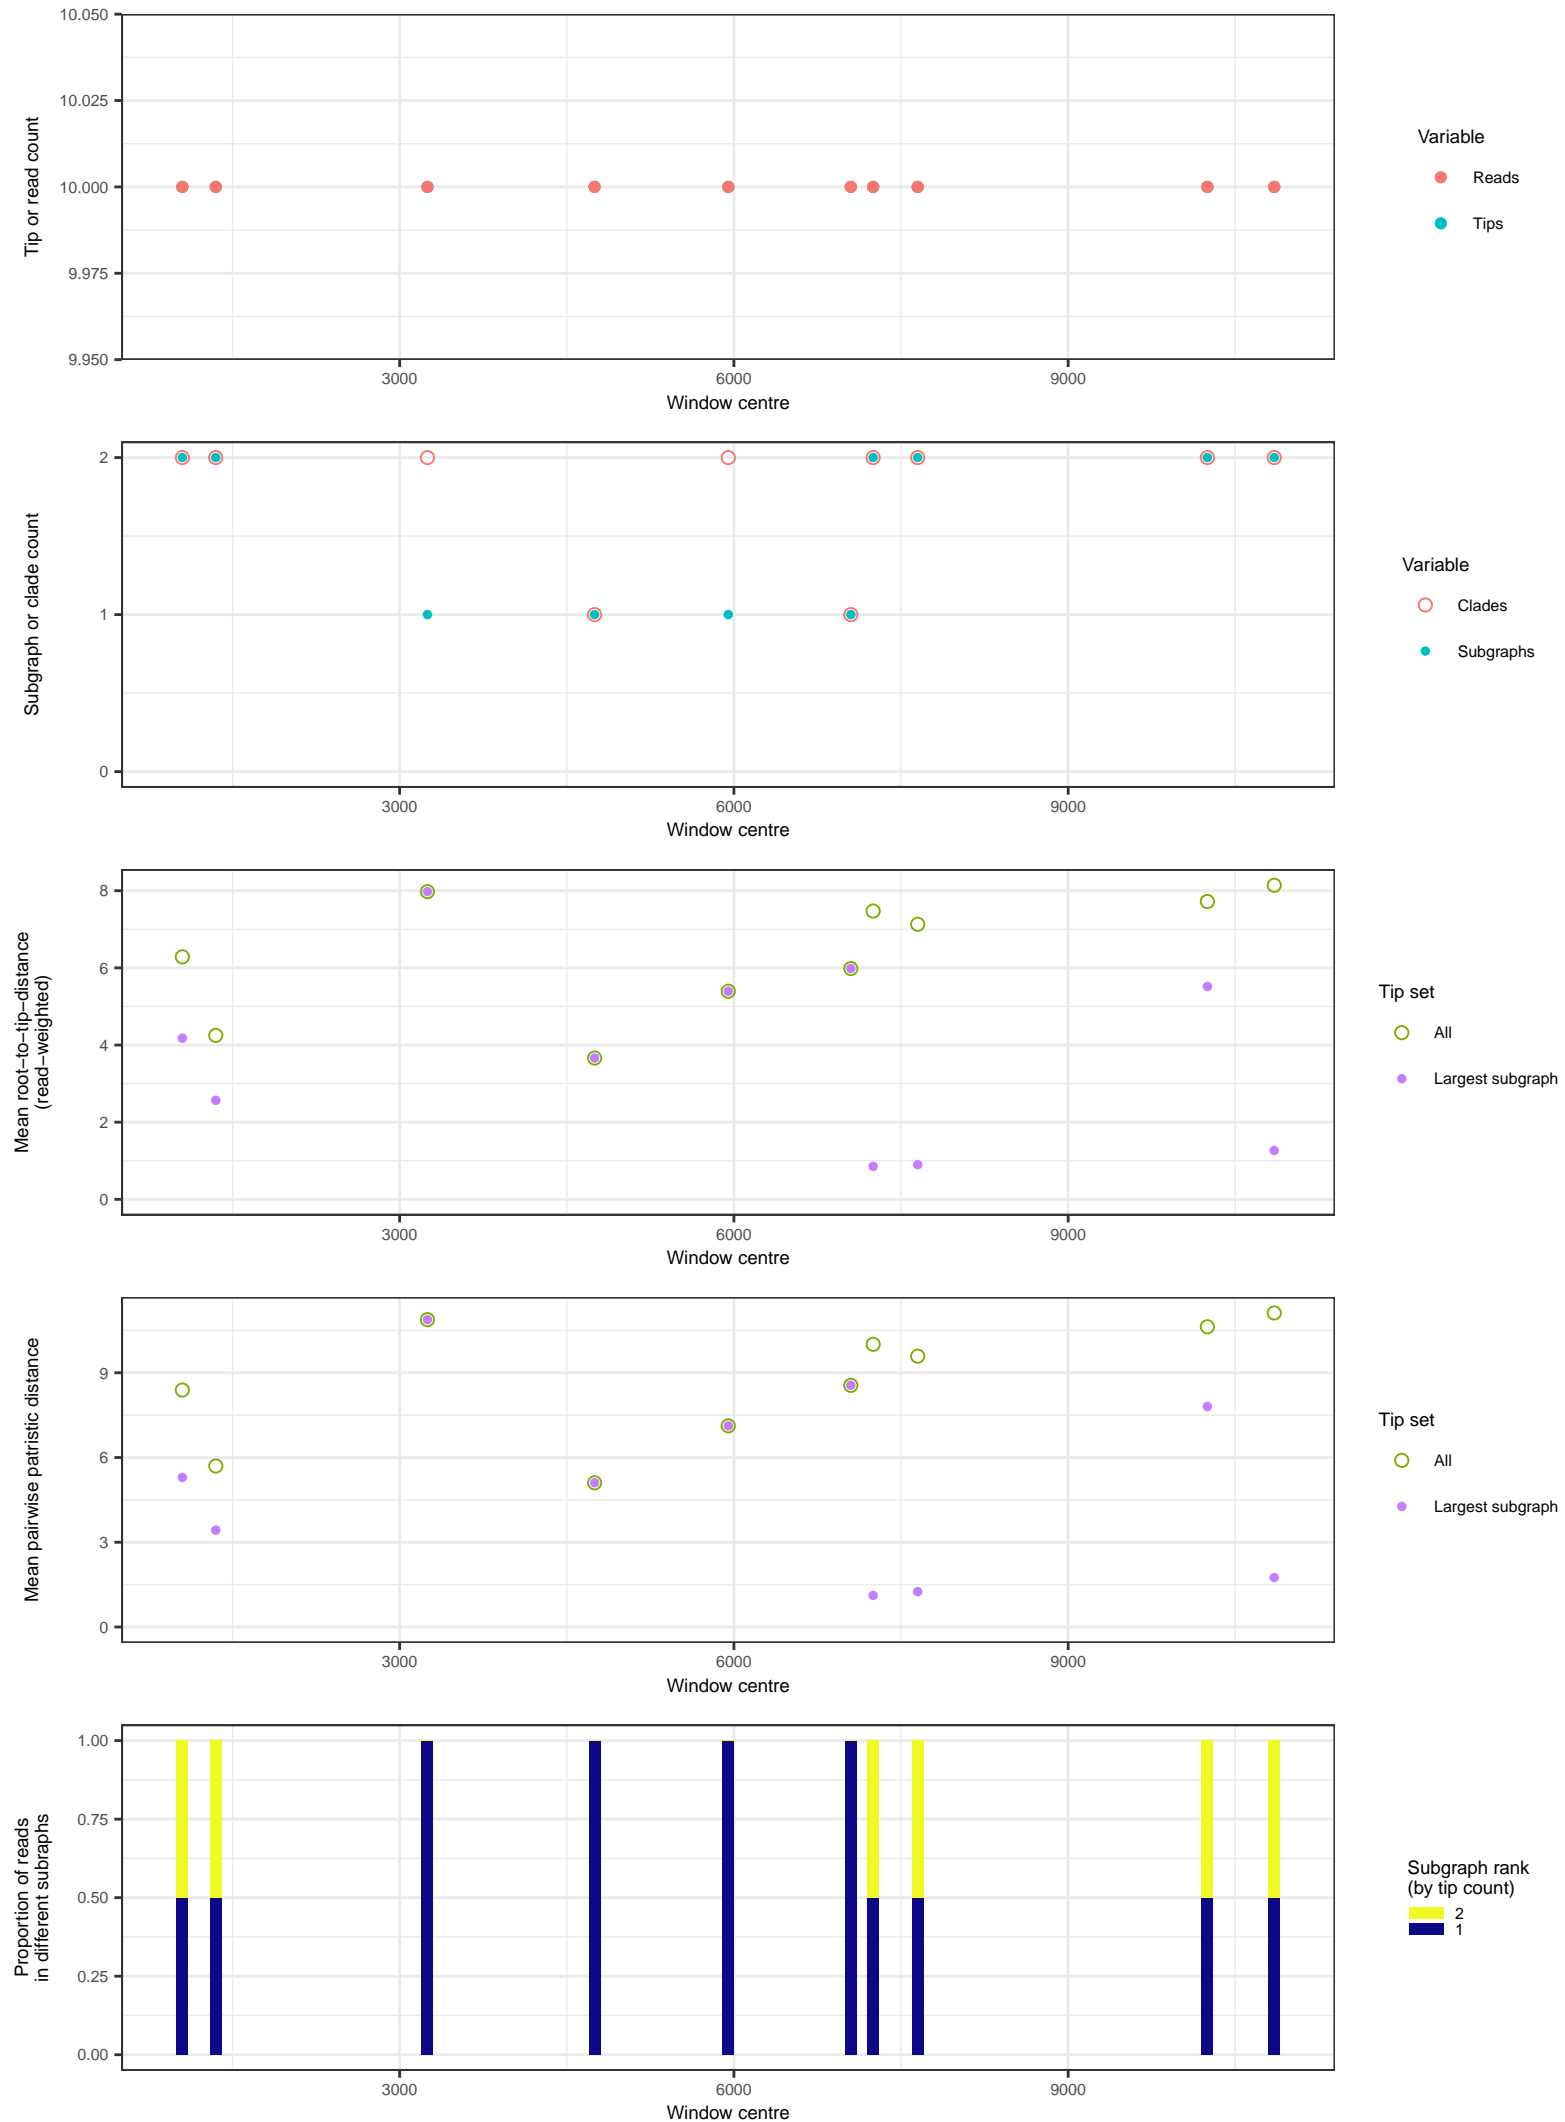 10.050
10.025
10.000
9.975
9.950
Tip or read count
3000
6000
9000
Window centre
Variable
Reads
Tips
2
1
0
Subgraph or clade count
3000
6000
9000
Window centre
Variable
Clades
Subgraphs
8
6
4
2
0
Mean root−to−tip−distance
(read−weighted)
3000
6000
9000
Window centre
Tip set
All
Largest subgraph
9
6
3
0
Mean pairwise patristic distance
3000
6000
9000
Window centre
Tip set
All
Largest subgraph
1.00
0.75
0.50
0.25
0.00
Proportion of reads
in different subraphs
3000
6000
9000
Window centre
Subgraph rank
(by tip count)
2
1